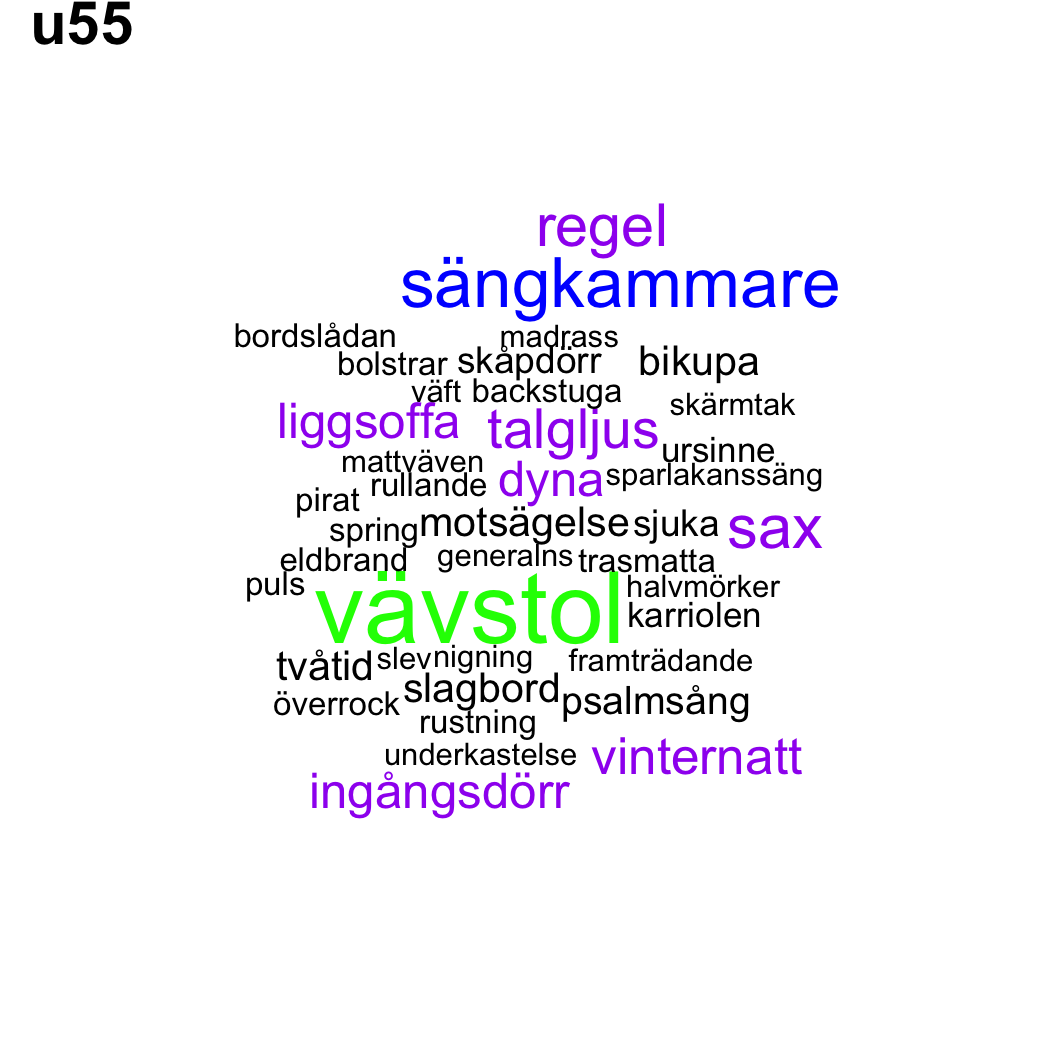 u55
regel
sängkammare
bordslådan madrass
bolstrar skåpdörr bikupa
väft backstuga skärmtak
liggsoffa talgljus
ursinne
mattväven dyna sparlakanssäng
rullande
pirat
spring motsägelse sjuka sax
eldbrand generalns trasmatta
puls vävstol halvmörker
karriolen
tvåtid slev nigning framträdande
överrock slagbord psalmsång
rustning
underkastelse vinternatt
ingångsdörr